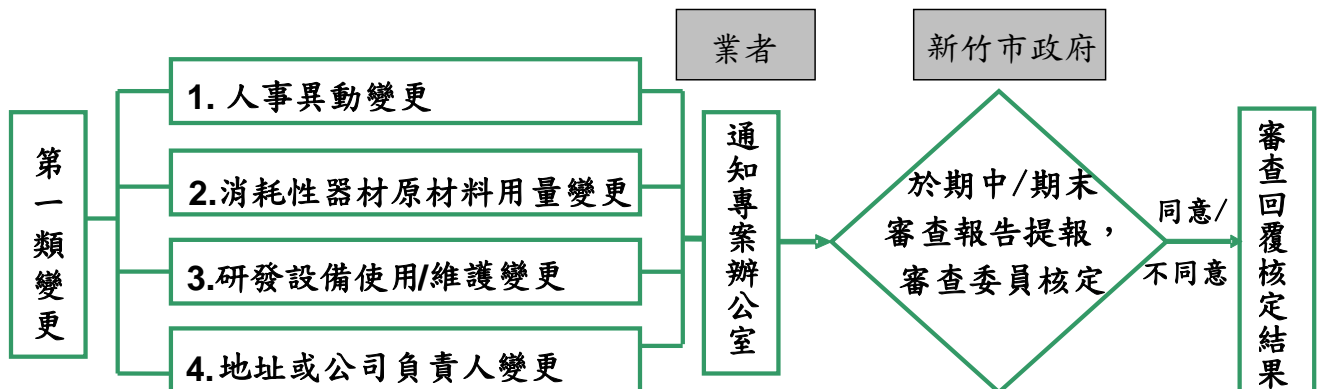 業者
新竹市政府
第一類變更
1. 人事異動變更
2.消耗性器材原材料用量變更
3.研發設備使用/維護變更
4.地址或公司負責人變更
通知專案辦公室
於期中/期末
審查報告提報，
審查委員核定
同意/
不同意
審查回覆核定結果